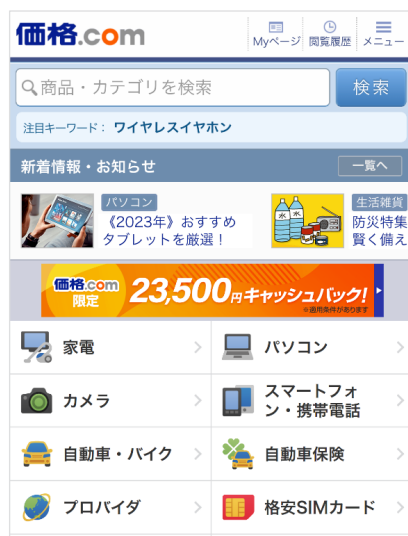 価格.com
Myページ 閲覧履歴 メニュー
商品・カテゴリを検索 検索
注目キーワード： ワイヤレスイヤホン
新着情報・お知らせ 一覧へ
パソコン
《2023年》おすすめ
タブレットを厳選！
水 水
生活雑貨
防災特集
賢く備え
価格.com
限定
23,500円キャッシュバック!
※適用条件があります
家電
パソコン
カメラ
スマートフォ
ン・携帯電話
自動車・バイク
自動車保険
プロバイダ
格安SIMカード